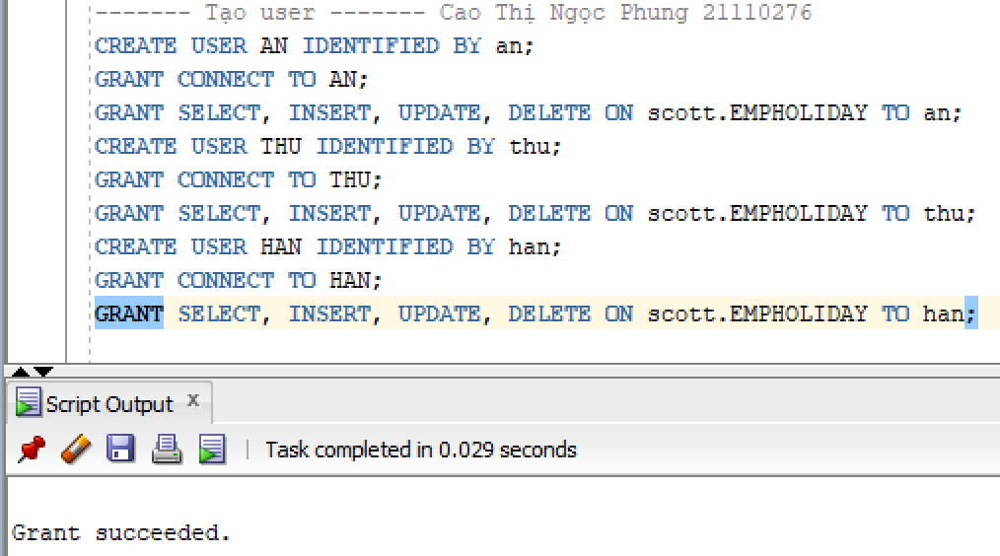 ------- Tạo user ------- Cao Thị Ngọc Phung 21110276
CREATE USER AN IDENTIFIED BY an;
GRANT CONNECT TO AN;
GRANT SELECT, INSERT, UPDATE, DELETE ON scott.EMPHOLIDAY TO an;
CREATE USER THU IDENTIFIED BY thu;
GRANT CONNECT TO THU;
GRANT SELECT, INSERT, UPDATE, DELETE ON scott.EMPHOLIDAY TO thu;
CREATE USER HAN IDENTIFIED BY han;
GRANT CONNECT TO HAN;
GRANT SELECT, INSERT, UPDATE, DELETE ON scott.EMPHOLIDAY TO han;
Script Output x
Task completed in 0.029 seconds
Grant succeeded.